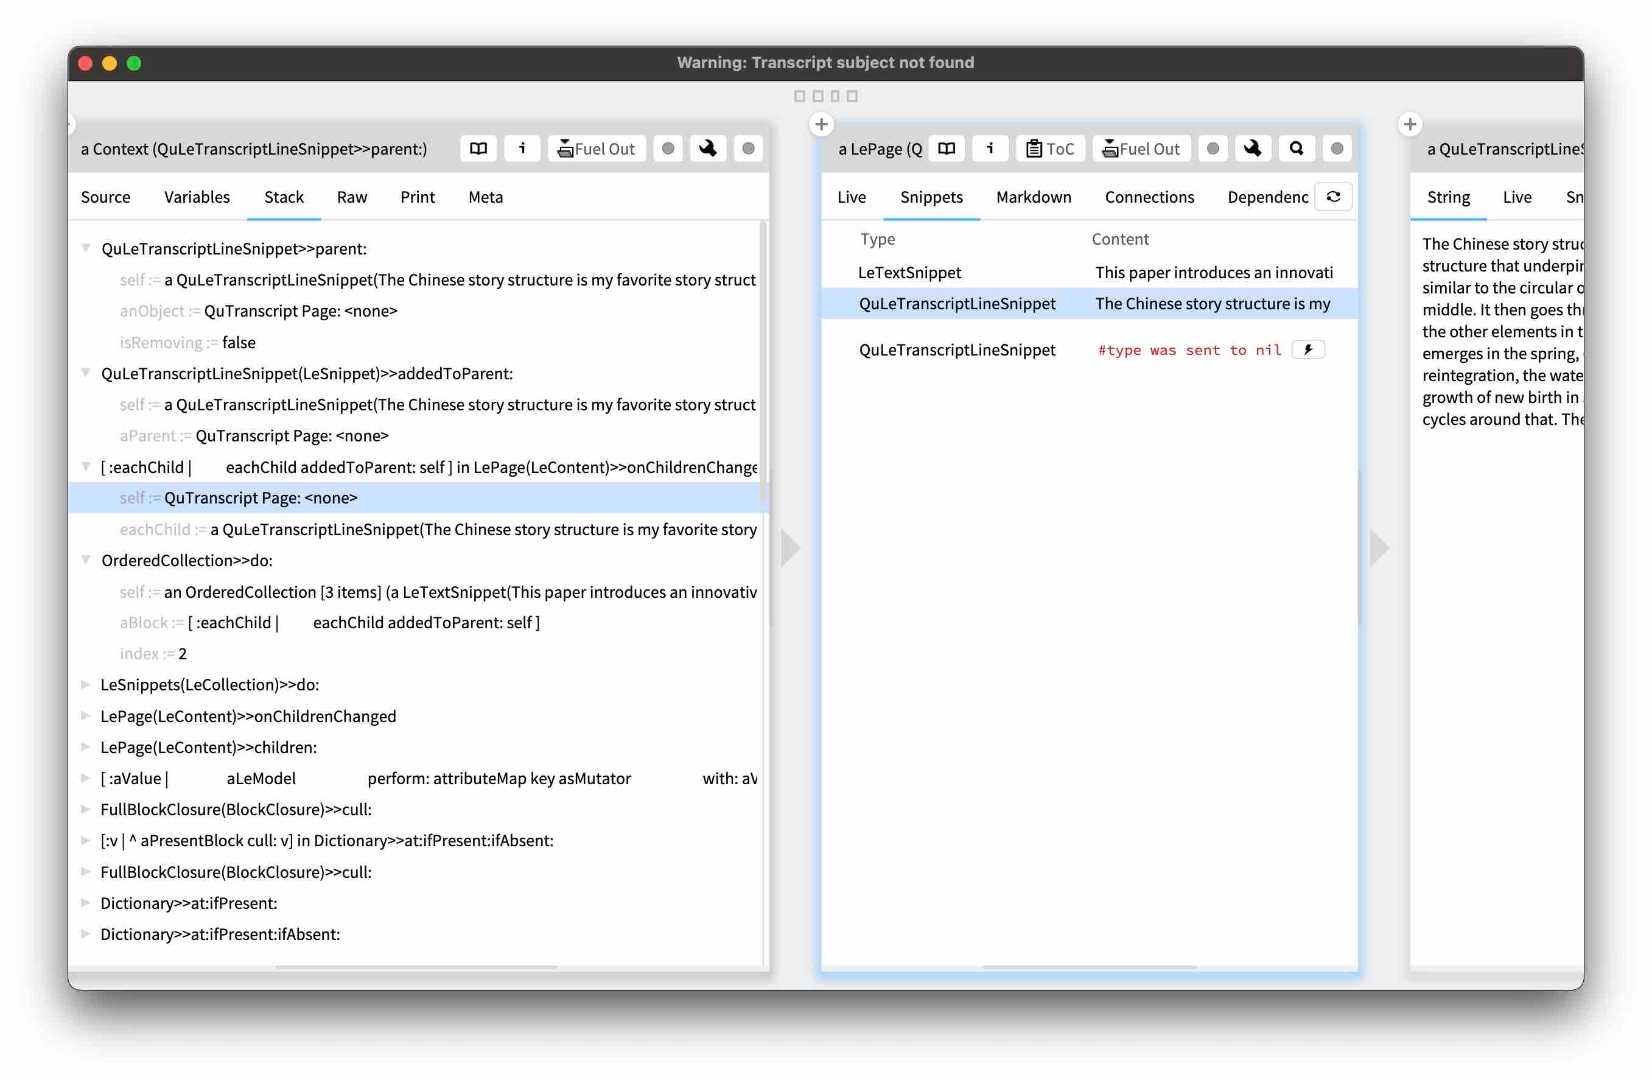 Warning: Transcript subject not found
a Context (QuLeTranscriptLineSnippet>>parent:)
i
Fuel Out
Source Variables Stack Raw Print Meta
QuLeTranscriptLineSnippet>>parent:
self := a QuLeTranscriptLineSnippet(The Chinese story structure is my favorite story struct
anObject := QuTranscript Page: <none>
isRemoving := false
QuLeTranscriptLineSnippet(LeSnippet)>>addedToParent:
self := a QuLeTranscriptLineSnippet(The Chinese story structure is my favorite story struct
aParent := QuTranscript Page: <none>
[ :eachChild | eachChild addedToParent: self ] in LePage(LeContent)>>onChildrenChange
self := QuTranscript Page: <none>
eachChild := a QuLeTranscriptLineSnippet(The Chinese story structure is my favorite story
OrderedCollection>>do:
self := an OrderedCollection [3 items] (a LeTextSnippet(This paper introduces an innovativ
aBlock := [ :eachChild | eachChild addedToParent: self ]
index := 2
LeSnippets(LeCollection)>>do:
LePage(LeContent)>>onChildrenChanged
LePage(LeContent)>>children:
[ :aValue | aLeModel perform: attributeMap key asMutator with: aV
FullBlockClosure(BlockClosure)>>cull:
[:v | ^ aPresentBlock cull: v] in Dictionary>>at:ifPresent:ifAbsent:
FullBlockClosure(BlockClosure)>>cull:
Dictionary>>at:ifPresent:
Dictionary>>at:ifPresent:ifAbsent:
a LePage (Q
i
ToC
Fuel Out
Live Snippets Markdown Connections Dependenc
Type Content
LeTextSnippet This paper introduces an innovati
QuLeTranscriptLineSnippet The Chinese story structure is my
QuLeTranscriptLineSnippet #type was sent to nil
a QuLeTranscriptLineS
String Live Sn
The Chinese story struc
structure that underpin
similar to the circular o
middle. It then goes thr
the other elements in t
emerges in the spring,
reintegration, the wate
growth of new birth in
cycles around that. The